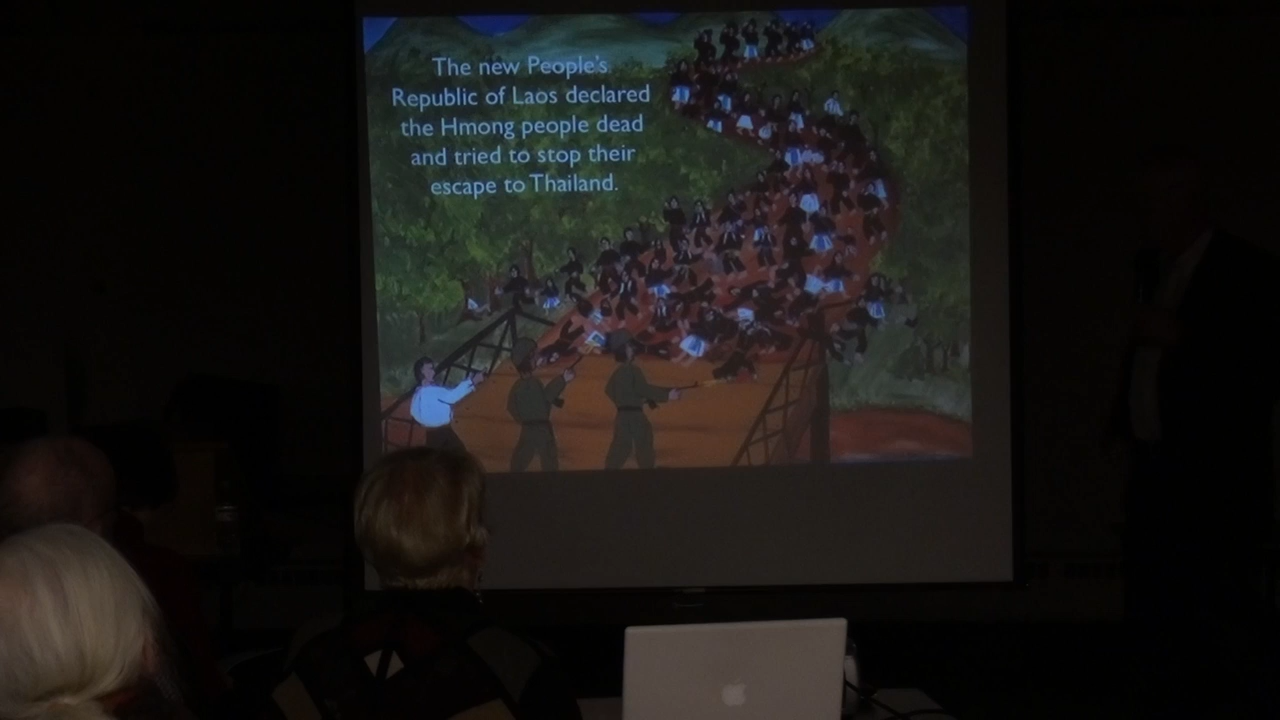 The new People's
Republic of Laos declared
the Hmong people dead
and tried to stop their
escape to Thailand.